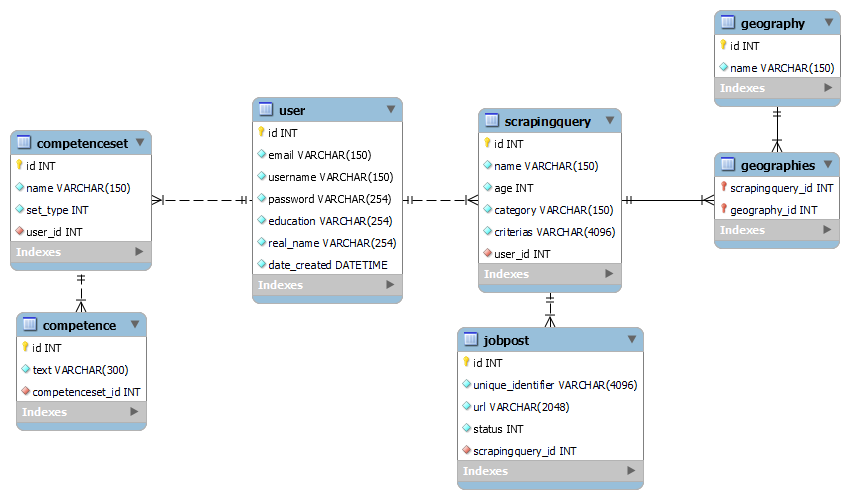 geography
id INT
name VARCHAR(150)
Indexes
user
id INT
email VARCHAR(150)
username VARCHAR(150)
password VARCHAR(254)
education VARCHAR(254)
real_name VARCHAR(254)
date_created DATETIME
Indexes
scrapingquery
id INT
name VARCHAR(150)
age INT
category VARCHAR(150)
criterias VARCHAR(4096)
user_id INT
Indexes
competenceset
id INT
name VARCHAR(150)
set_type INT
user_id INT
Indexes
geographies
scrapingquery_id INT
geography_id INT
Indexes
competence
id INT
text VARCHAR(300)
competenceset_id INT
Indexes
jobpost
id INT
unique_identifier VARCHAR(4096)
url VARCHAR(2048)
status INT
scrapingquery_id INT
Indexes